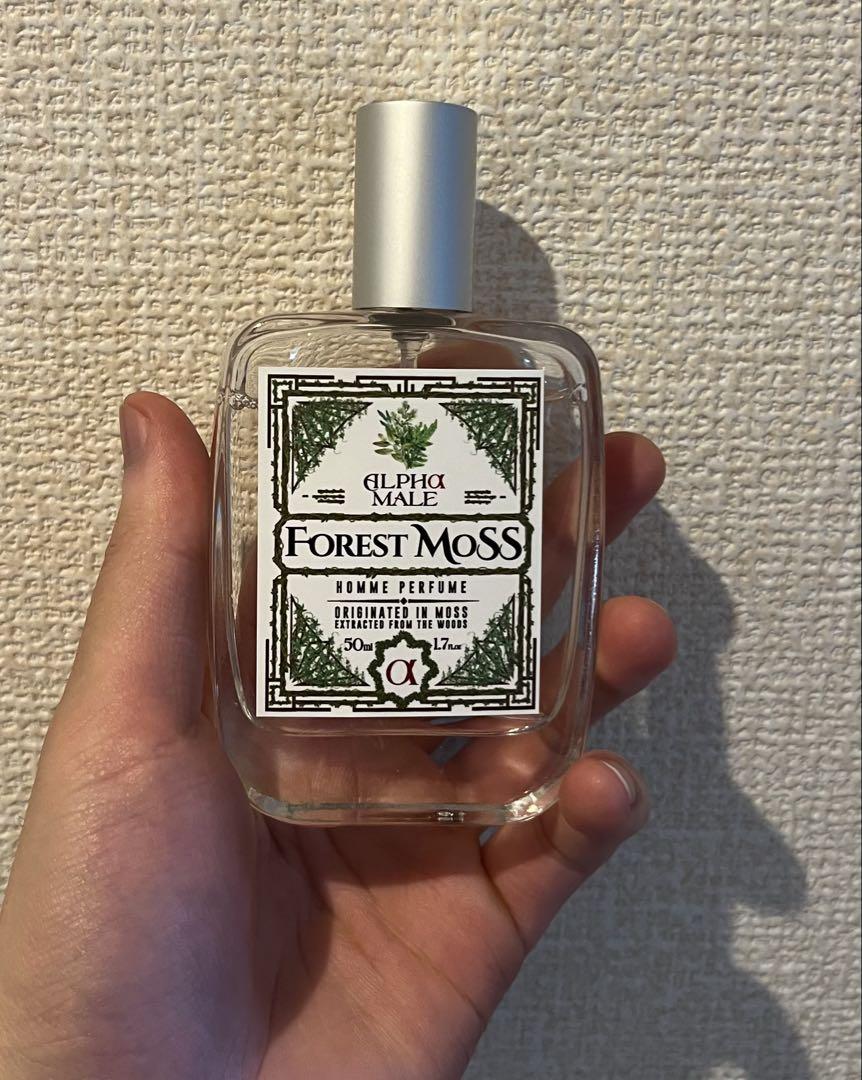 ALPHα
MALE
FOREST MOSS
HOMME PERFUME
ORIGINATED IN MOSS
EXTRACTED FROM THE WOODS
50ml 1.7fl.oz
α